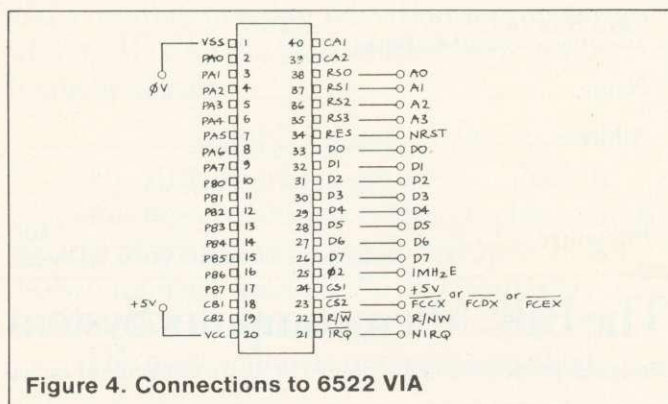 VSS 1 40 CA1
ØV PA0 2 39 CA2
PA1 3 38 RS0 A0
PA2 4 37 RS1 A1
PA3 5 36 RS2 A2
PA4 6 35 RS3 A3
PA5 7 34 RES NRST
PA6 8 33 D0 D0
PA7 9 32 D1 D1
PB0 10 31 D2 D2
PB1 11 30 D3 D3
PB2 12 29 D4 D4
PB3 13 28 D5 D5
PB4 14 27 D6 D6
PB5 15 26 D7 D7
PB6 16 25 Ø2 1MHzE
PB7 17 24 CS1 +5V
+5V CB1 18 23 CS2 FCCX or FCDX or FCEX
CB2 19 22 R/W R/NW
VCC 20 21 IRQ NIRQ
Figure 4. Connections to 6522 VIA